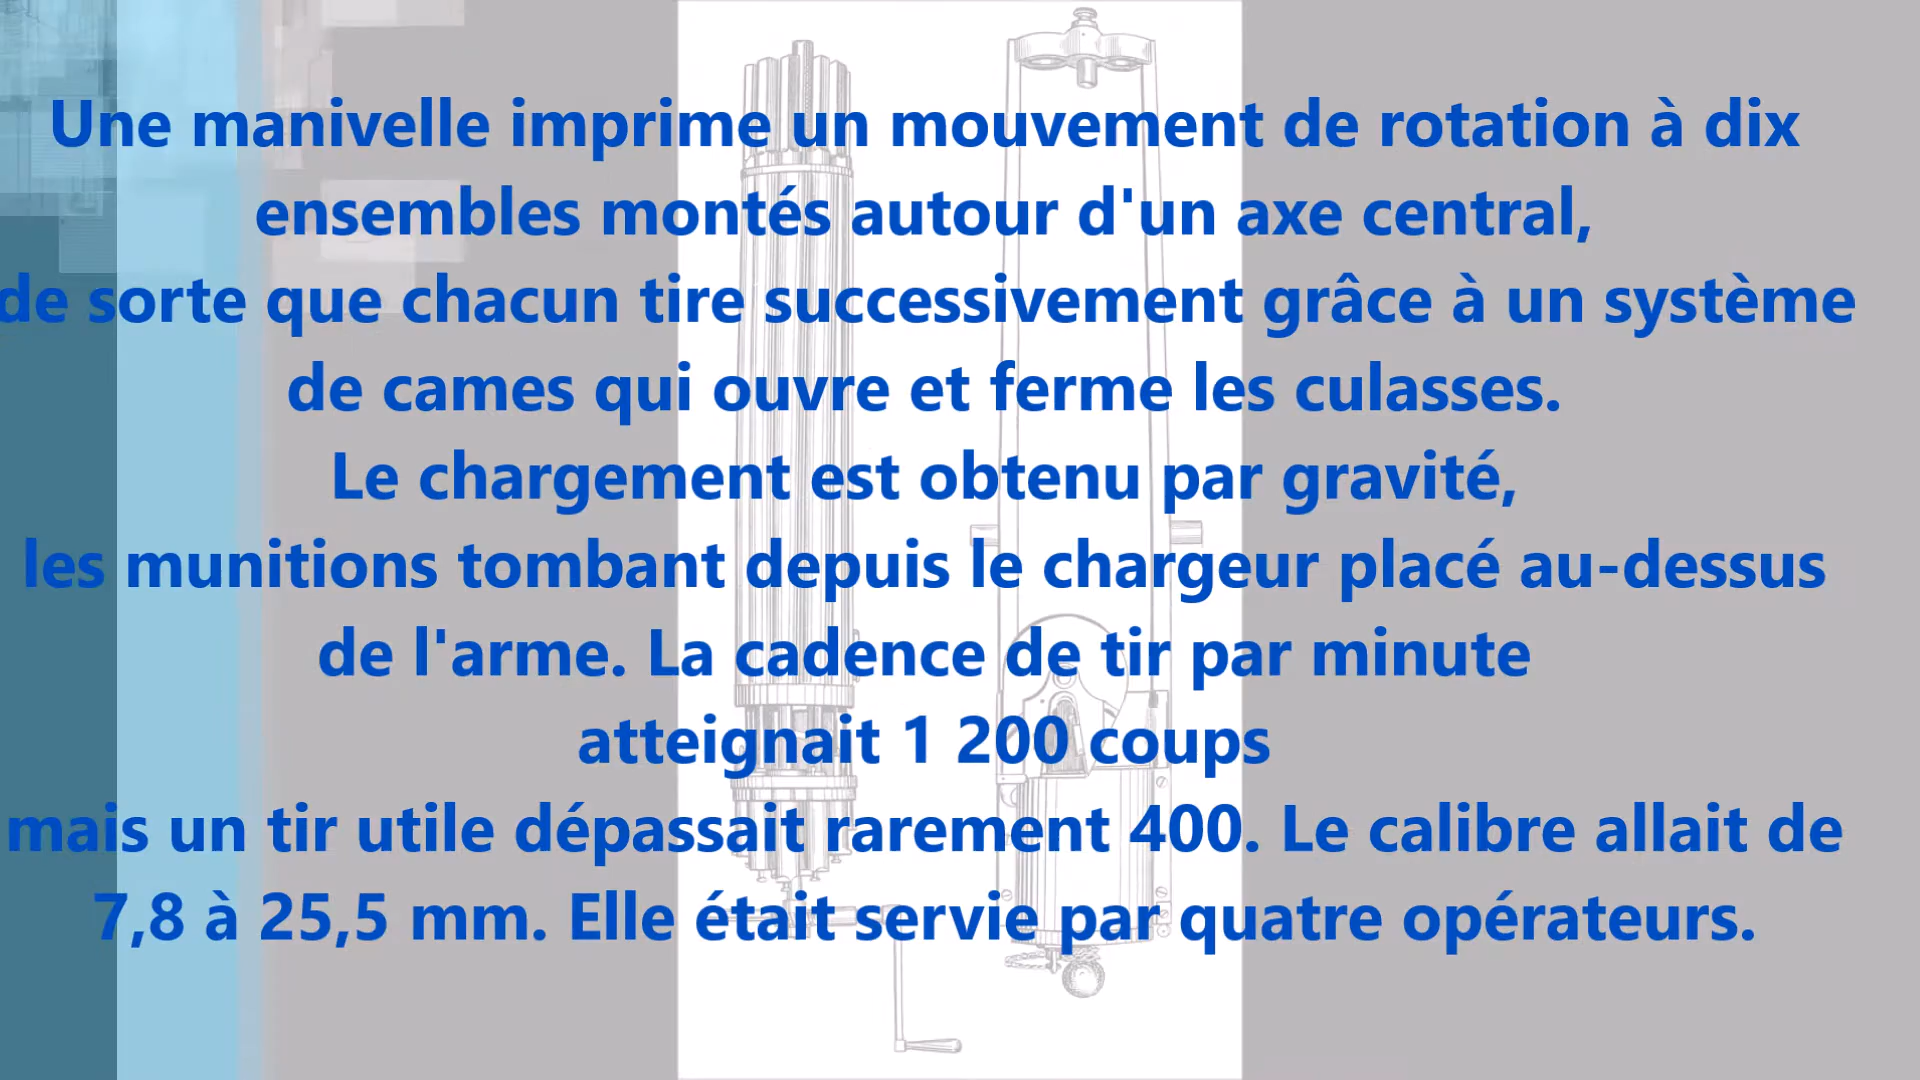 Une manivelle imprime un mouvement de rotation à dix
ensembles montés autour d'un axe central,
de sorte que chacun tire successivement grâce à un système
de cames qui ouvre et ferme les culasses.
Le chargement est obtenu par gravité,
les munitions tombant depuis le chargeur placé au-dessus
de l'arme. La cadence de tir par minute
atteignait 1 200 coups
mais un tir utile dépassait rarement 400. Le calibre allait de
7,8 à 25,5 mm. Elle était servie par quatre opérateurs.